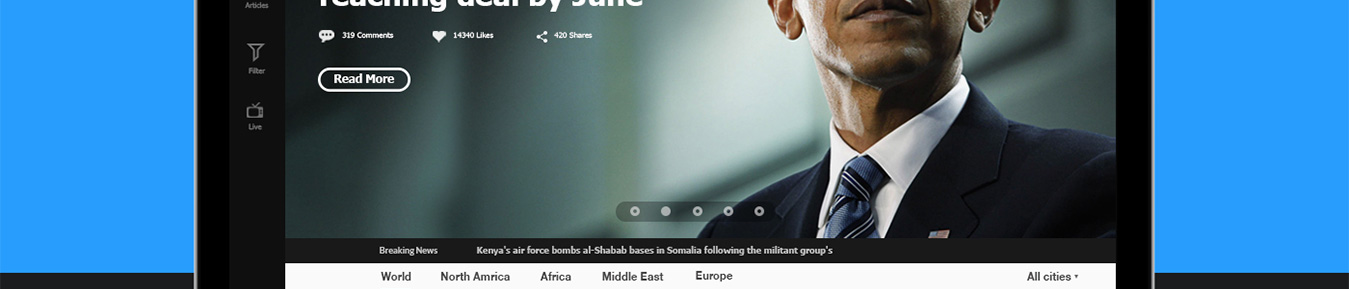 reaching deal by June
Articles
319 Comments
14340 Likes
420 Shares
Filter
Read More
Live
Breaking News
Kenya's air force bombs al-Shabab bases in Somalia following the militant group's
World
North Amrica
Africa
Middle East
Europe
All cities